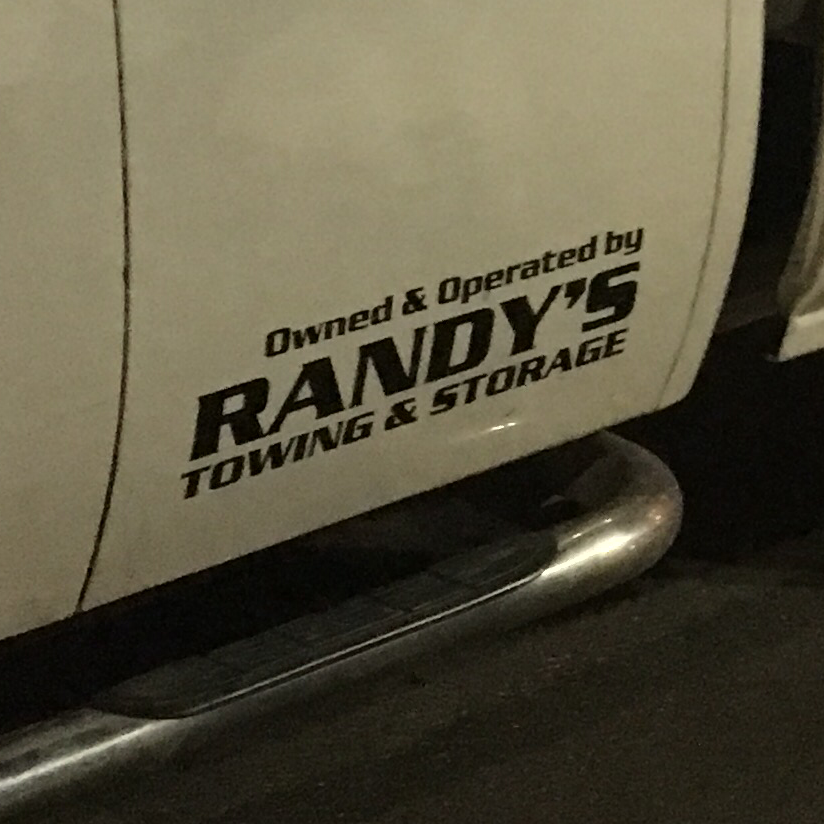 Owned & Operated by
RANDY'S
TOWING & STORAGE